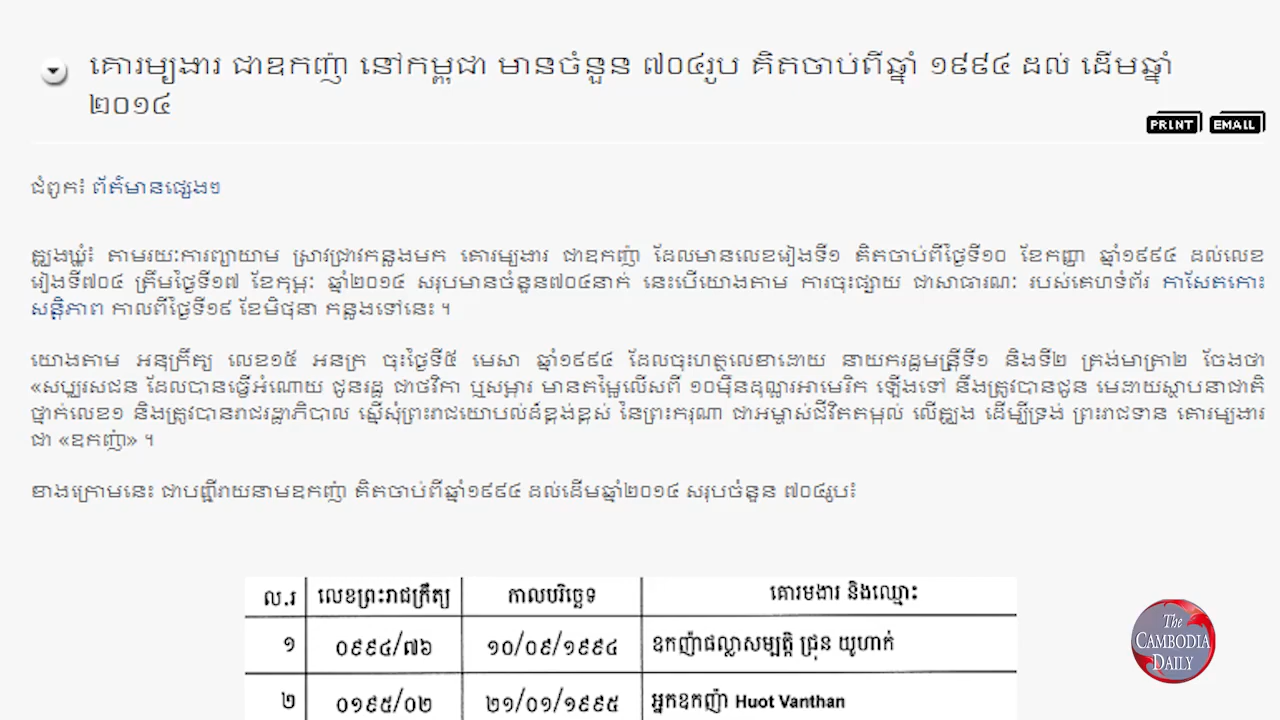 គោរម្យងារ ជាឧកញ៉ា នៅកម្ពុជា មានចំនួន ៧០៤រូប គិតចាប់ពីឆ្នាំ ១៩៩៤ ដល់ ដើមឆ្នាំ
២០១៤
PRINT EMAIL
ជំពូក៖ ព័ត៌មានផ្សេងៗ
ត្បូងឃ្មុំ៖ តាមរយៈការព្យាយាម ស្រាវជ្រាវកន្លងមក គោរម្យងារ ជាឧកញ៉ា ដែលមានលេខរៀងទី១ គិតចាប់ពីថ្ងៃទី១០ ខែកញ្ញា ឆ្នាំ១៩៩៤ ដល់លេខ
រៀងទី៧០៤ ត្រឹមថ្ងៃទី១៧ ខែកុម្ភៈ ឆ្នាំ២០១៤ សរុបមានចំនួន៧០៤នាក់ នេះបើយោងតាម ការចុះផ្សាយ ជាសាធារណៈ របស់គេហទំព័រ កាសែតកោះ
សន្តិភាព កាលពីថ្ងៃទី១៩ ខែមិថុនា កន្លងទៅនេះ ។
យោងតាម អនុក្រឹត្យ លេខ១៥ អនក្រ ចុះថ្ងៃទី៥ មេសា ឆ្នាំ១៩៩៤ ដែលចុះហត្ថលេខាដោយ នាយករដ្ឋមន្ត្រីទី១ និងទី២ ត្រង់មាត្រា២ ចែងថា
«សប្បុរសជន ដែលបានធ្វើអំណោយ ជូនរដ្ឋ ជាថវិកា ឬសម្ភារ មានតម្លៃលើសពី ១០ម៉ឺនដុល្លារអាមេរិក ឡើងទៅ នឹងត្រូវបានជូន មេដាយស្ថាបនាជាតិ
ថ្នាក់លេខ១ និងត្រូវបានរាជរដ្ឋាភិបាល ស្នើសុំព្រះរាជយោបល់ដ៏ខ្ពង់ខ្ពស់ នៃព្រះករុណា ជាអម្ចាស់ជីវិតតម្កល់ លើត្បូង ដើម្បីទ្រង់ ព្រះរាជទាន គោរម្យងារ
ជា «ឧកញ៉ា» ។
ខាងក្រោមនេះ ជាបញ្ជីរាយនាមឧកញ៉ា គិតចាប់ពីឆ្នាំ១៩៩៤ ដល់ដើមឆ្នាំ២០១៤ សរុបចំនួន ៧០៤រូប៖
ល.រ លេខព្រះរាជក្រឹត្យ កាលបរិច្ឆេទ គោរមងារ និងឈ្មោះ
១ ០៩៩៤/៧៦ ១០/០៩/១៩៩៤ ឧកញ៉ាផល្លាសម្បត្តិ ជ្រុន យូហាក់
២ ០១៩៥/០២ ២១/០១/១៩៩៥ អ្នកឧកញ៉ា Huot Vanthan
The
CAMBODIA
DAILY